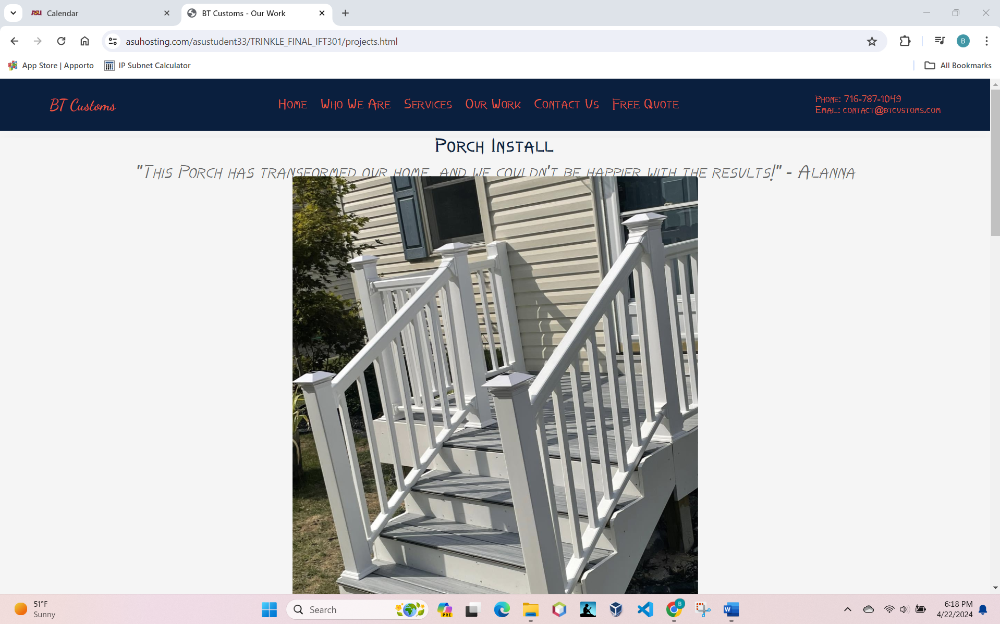 Calendar
BT Customs - Our Work
asuhosting.com/asustudent33/TRINKLE_FINAL_IFT301/projects.html
B
App Store | Apporto
IP Subnet Calculator
All Bookmarks
BT Customs
Home
Who We Are
Services
Our Work
Contact Us
Free Quote
Phone: 716-787-1049
Email: contact@btcustoms.com
Porch Install
"This Porch has transformed our home, and we couldn't be happier with the results!" - Alanna
51°F
Sunny
Search
PRE
B
W
6:18 PM
4/22/2024